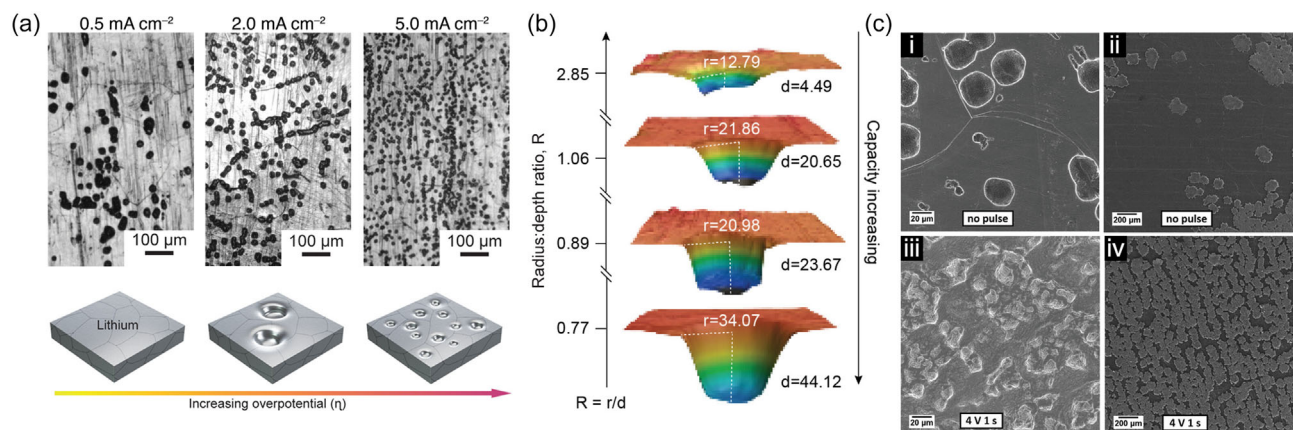 (a)
0.5 mA cm⁻²
2.0 mA cm⁻²
5.0 mA cm⁻²
100 µm
100 µm
100 µm
Lithium
Increasing overpotential (η)
(b)
Radius:depth ratio, R
2.85
1.06
0.89
0.77
R = r/d
r=12.79
d=4.49
r=21.86
d=20.65
r=20.98
d=23.67
r=34.07
d=44.12
Capacity increasing
(c)
i
20 µm
no pulse
ii
200 µm
no pulse
iii
20 µm
4 V 1 s
iv
200 µm
4 V 1 s